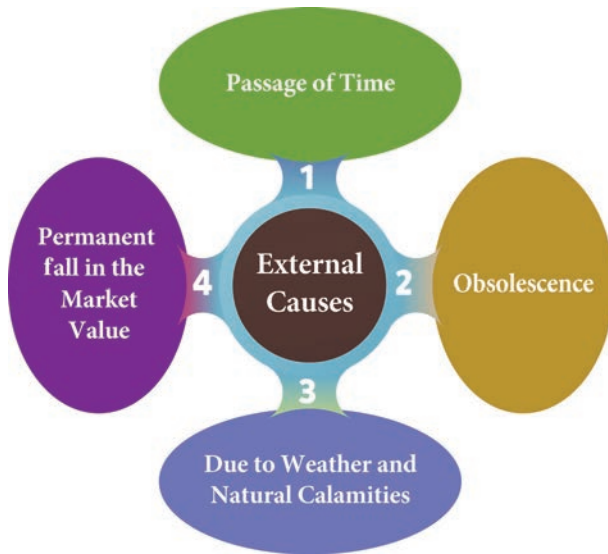 Passage of Time
1
External
Causes
2
Obsolescence
3
Due to Weather and
Natural Calamities
4
Permanent
fall in the
Market
Value